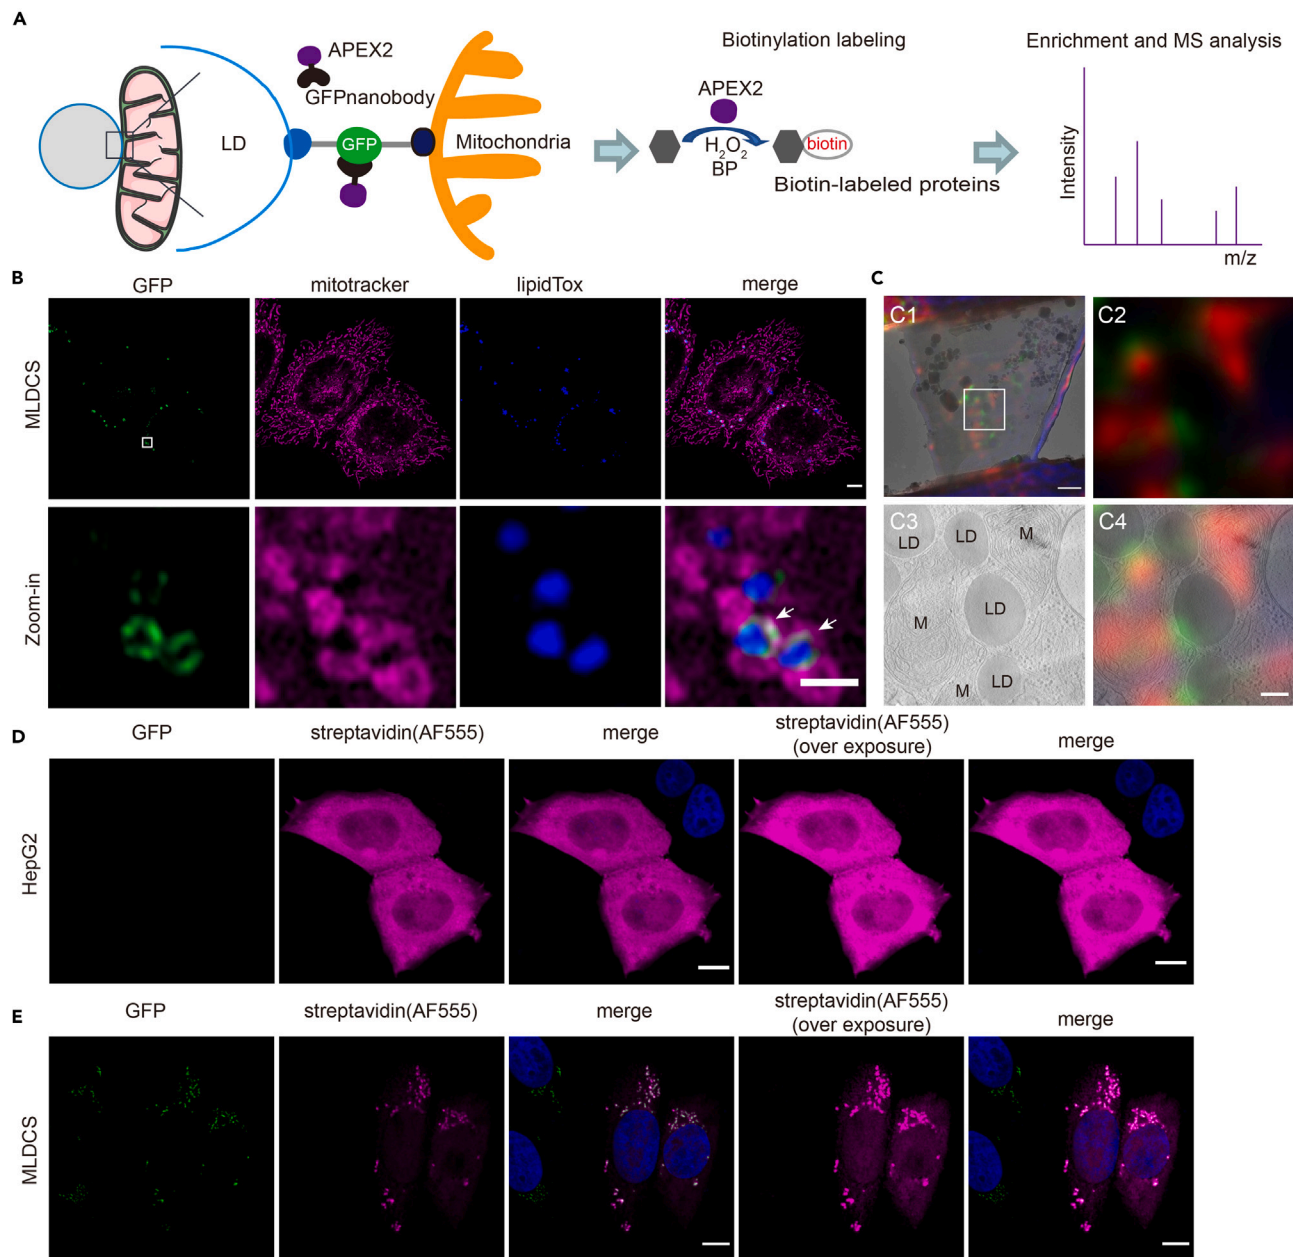 A
APEX2
GFPnanobody
LD
GFP
Mitochondria
Biotinylation labeling
APEX2
H2O2
BP
biotin
Biotin-labeled proteins
Enrichment and MS analysis
Intensity
m/z
B
GFP
mitotracker
lipidTox
merge
MLDCS
Zoom-in
C
C1
C2
C3
LD
LD
M
LD
M
M
LD
C4
D
GFP
streptavidin(AF555)
merge
streptavidin(AF555)
(over exposure)
merge
HepG2
E
GFP
streptavidin(AF555)
merge
streptavidin(AF555)
(over exposure)
merge
MLDCS